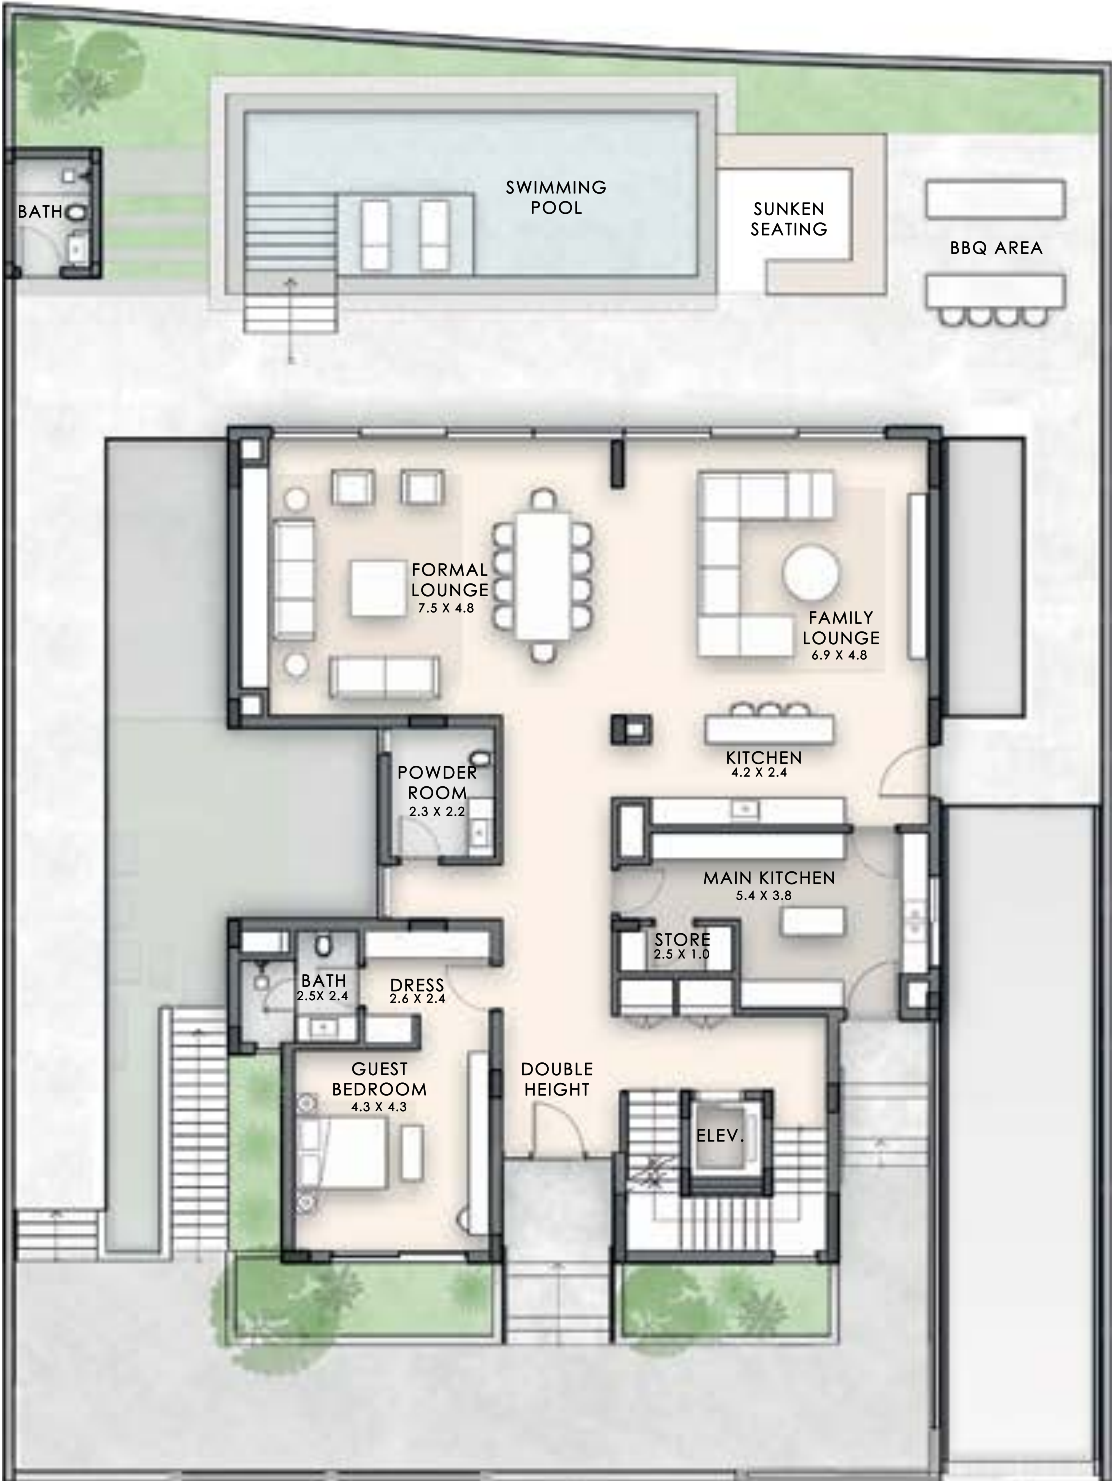 SWIMMING
POOL
BATH
SUNKEN
SEATING
BBQ AREA
FORMAL
LOUNGE
7.5 X 4.8
FAMILY
LOUNGE
6.9 X 4.8
KITCHEN
4.2 X 2.4
POWDER
ROOM
2.3 X 2.2
MAIN KITCHEN
5.4 X 3.8
STORE
2.5 X 1.0
BATH
2.5X 2.4
DRESS
2.6 X 2.4
GUEST
BEDROOM
4.3 X 4.3
DOUBLE
HEIGHT
ELEV.